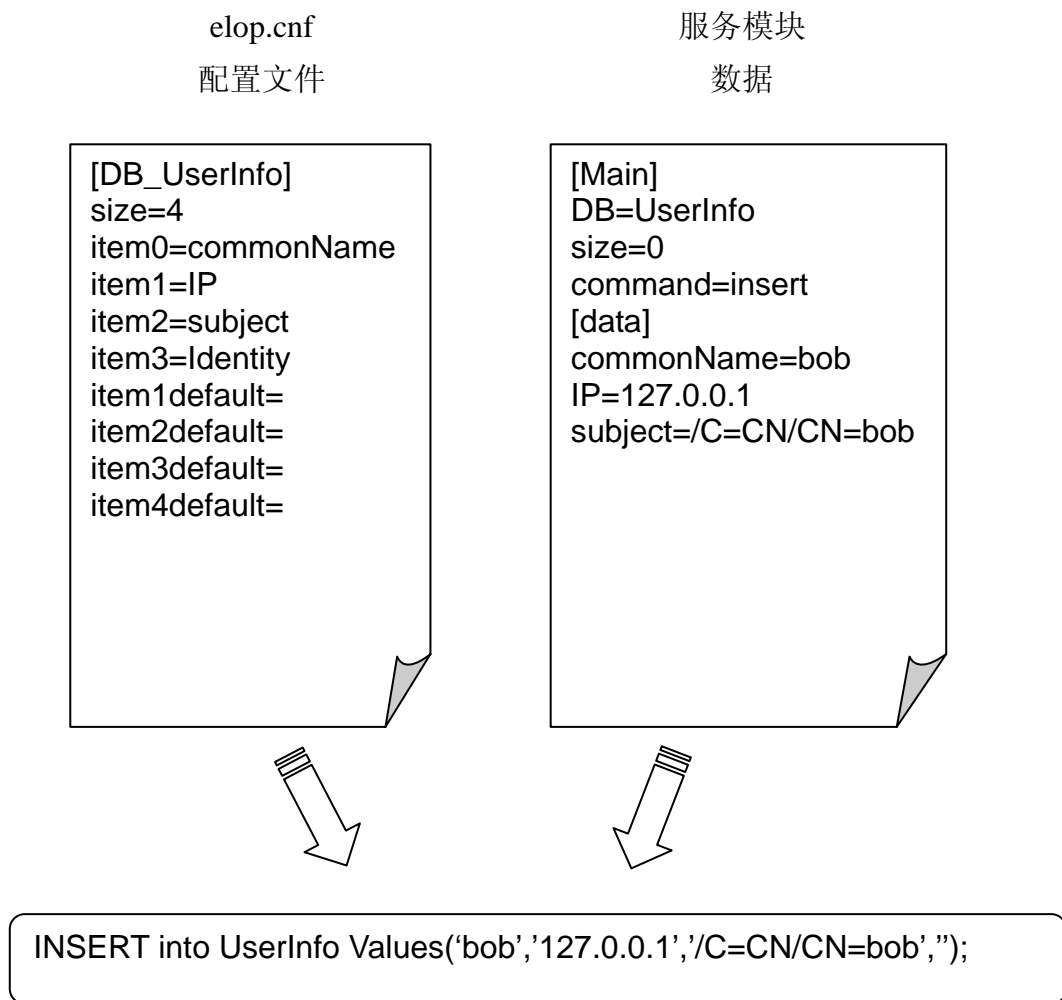 elop.cnf
配置文件
服务模块
数据
[DB_UserInfo]
size=4
item0=commonName
item1=IP
item2=subject
item3=Identity
item1default=
item2default=
item3default=
item4default=
[Main]
DB=UserInfo
size=0
command=insert
[data]
commonName=bob
IP=127.0.0.1
subject=/C=CN/CN=bob
INSERT into UserInfo Values(‘bob’,’127.0.0.1’,’/C=CN/CN=bob’,’’);